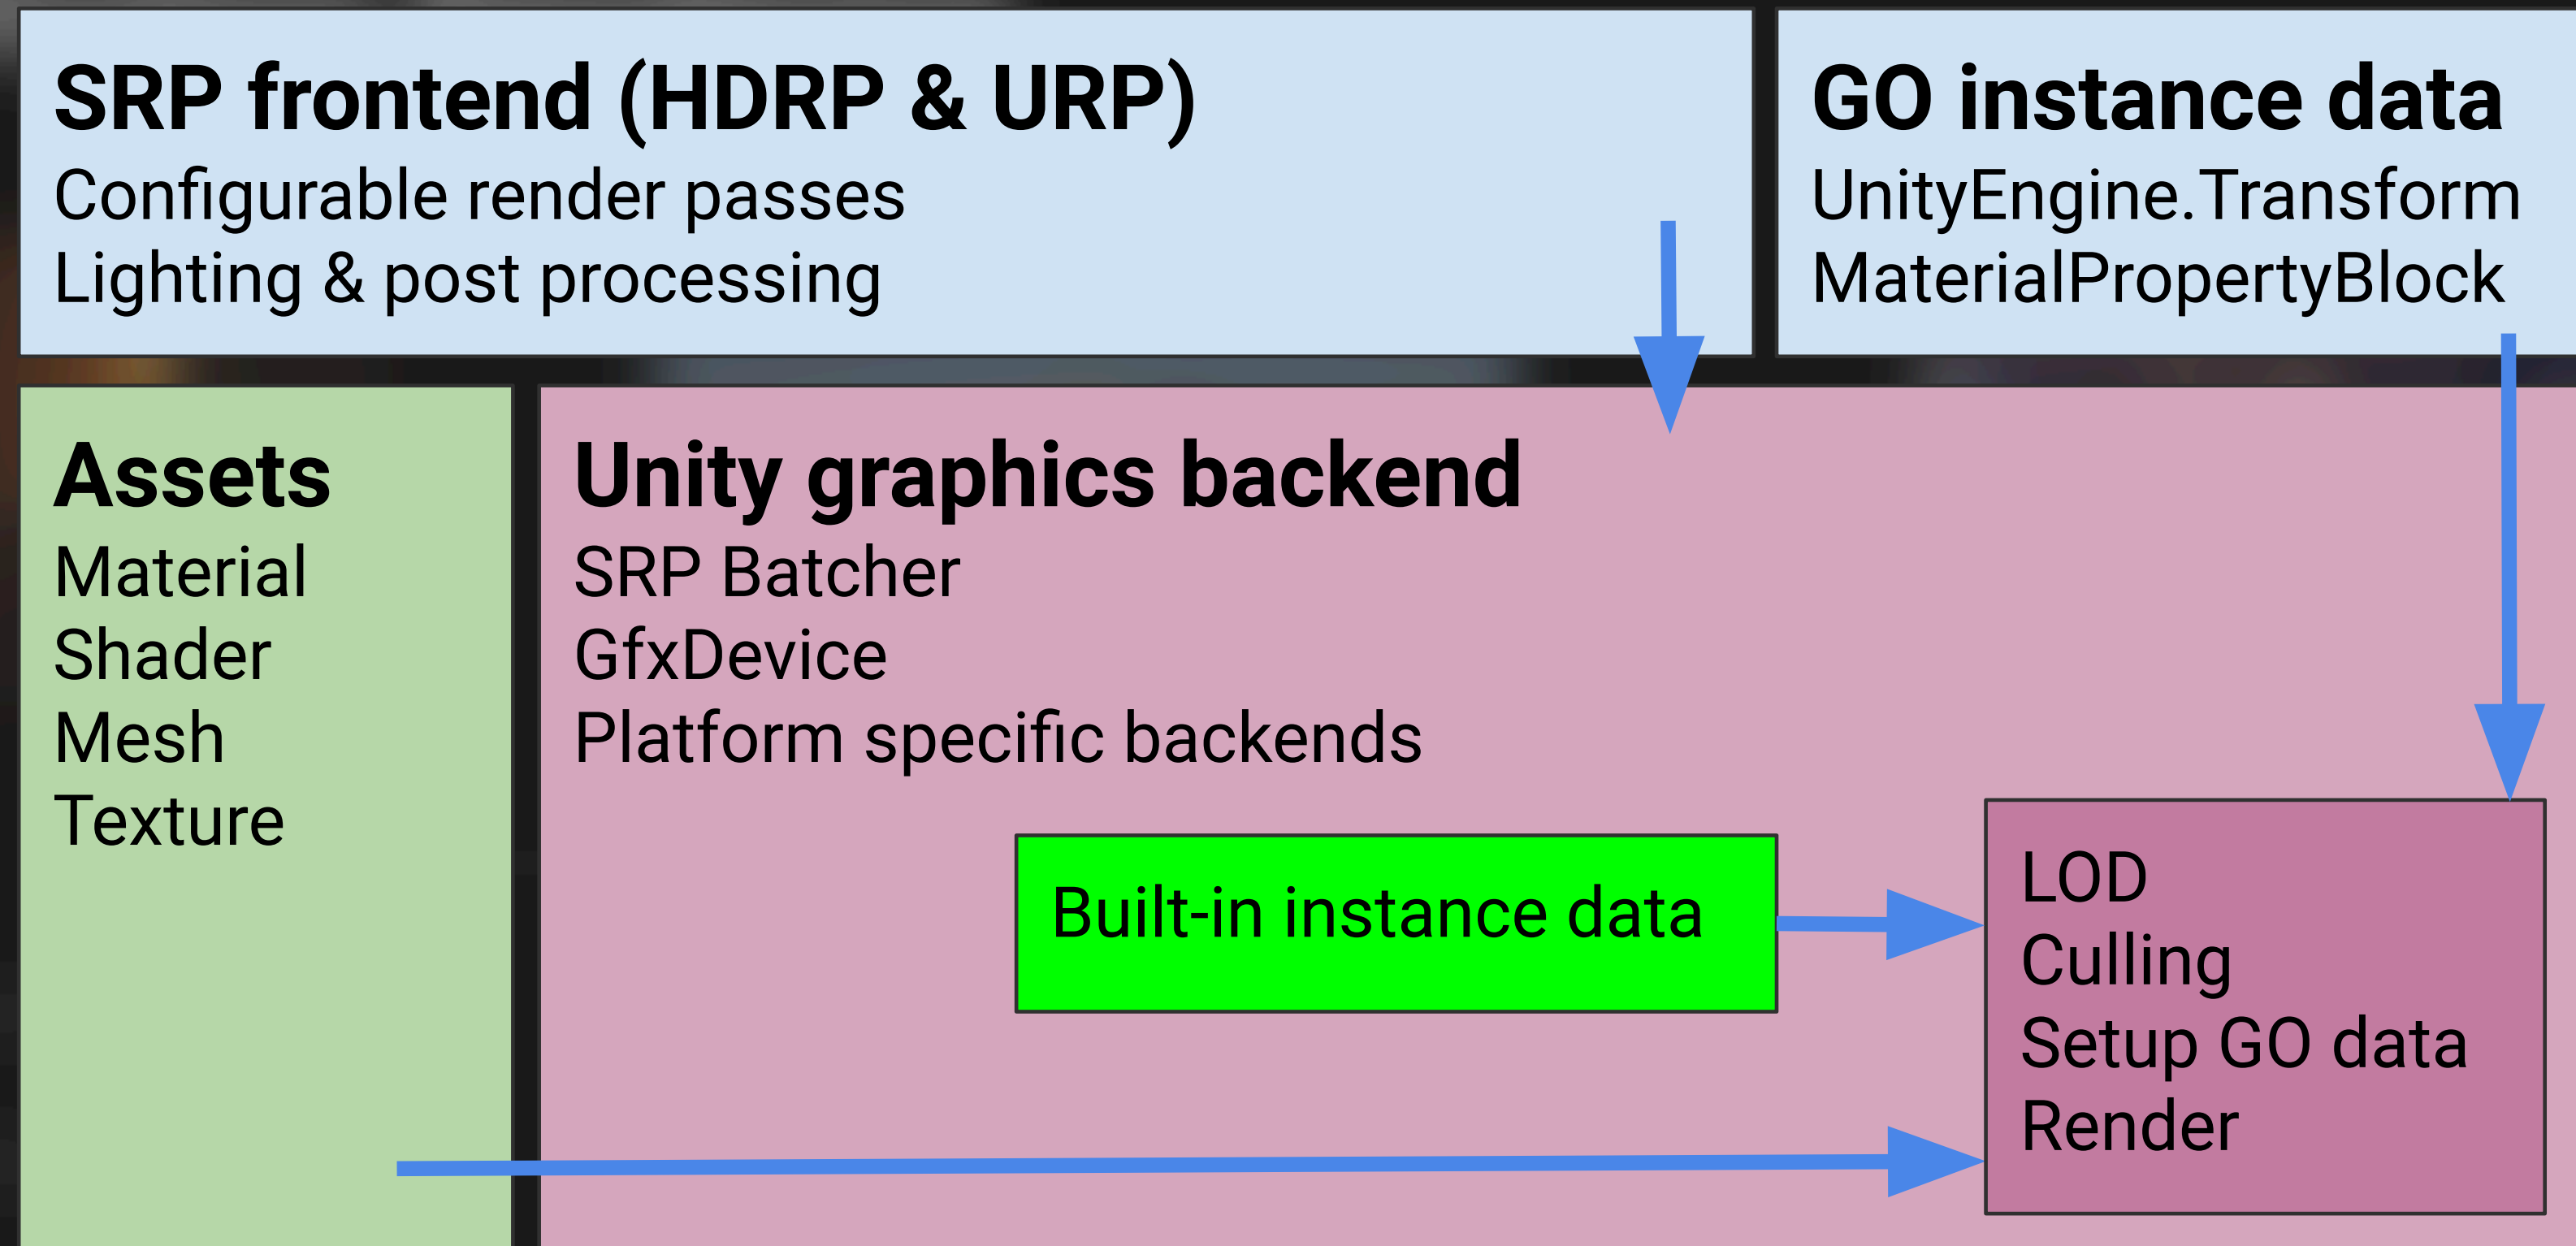 SRP frontend (HDRP & URP)
Configurable render passes
Lighting & post processing
GO instance data
UnityEngine.Transform
MaterialPropertyBlock
Assets
Material
Shader
Mesh
Texture
Unity graphics backend
SRP Batcher
GfxDevice
Platform specific backends
Built-in instance data
LOD
Culling
Setup GO data
Render